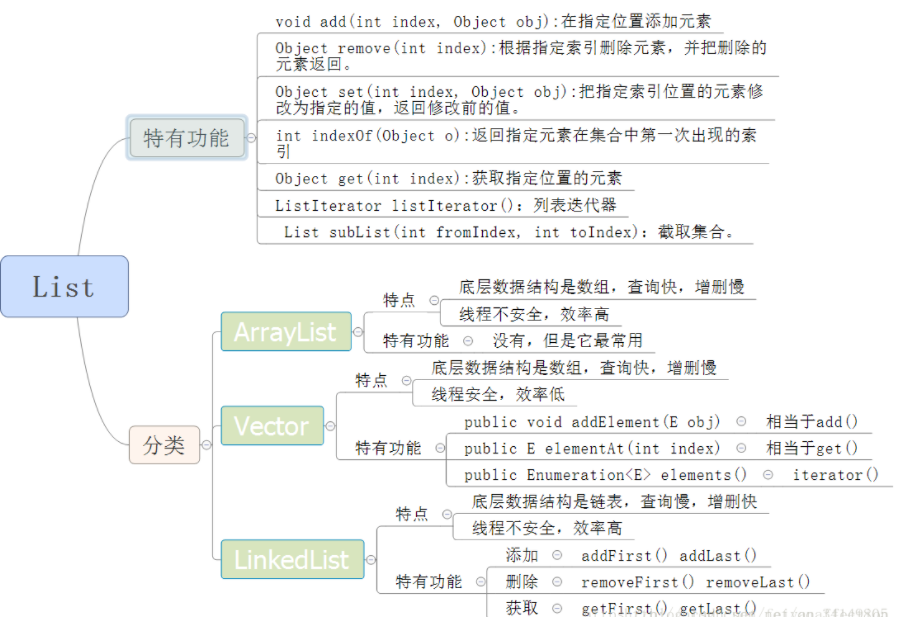 void add(int index, Object obj):在指定位置添加元素
Object remove(int index):根据指定索引删除元素，并把删除的
元素返回。
Object set(int index, Object obj):把指定索引位置的元素修
改为指定的值，返回修改前的值。
特有功能
int indexOf(Object o):返回指定元素在集合中第一次出现的索
引
Object get(int index):获取指定位置的元素
ListIterator listIterator()：列表迭代器
List subList(int fromIndex, int toIndex)：截取集合。
List
分类
ArrayList
特点
底层数据结构是数组，查询快，增删慢
线程不安全，效率高
特有功能
没有，但是它最常用
Vector
特点
底层数据结构是数组，查询快，增删慢
线程安全，效率低
特有功能
public void addElement(E obj) 相当于add()
public E elementAt(int index) 相当于get()
public Enumeration<E> elements() iterator()
LinkedList
特点
底层数据结构是链表，查询慢，增删快
线程不安全，效率高
特有功能
添加 addFirst() addLast()
删除 removeFirst() removeLast()
获取 getFirst() getLast()